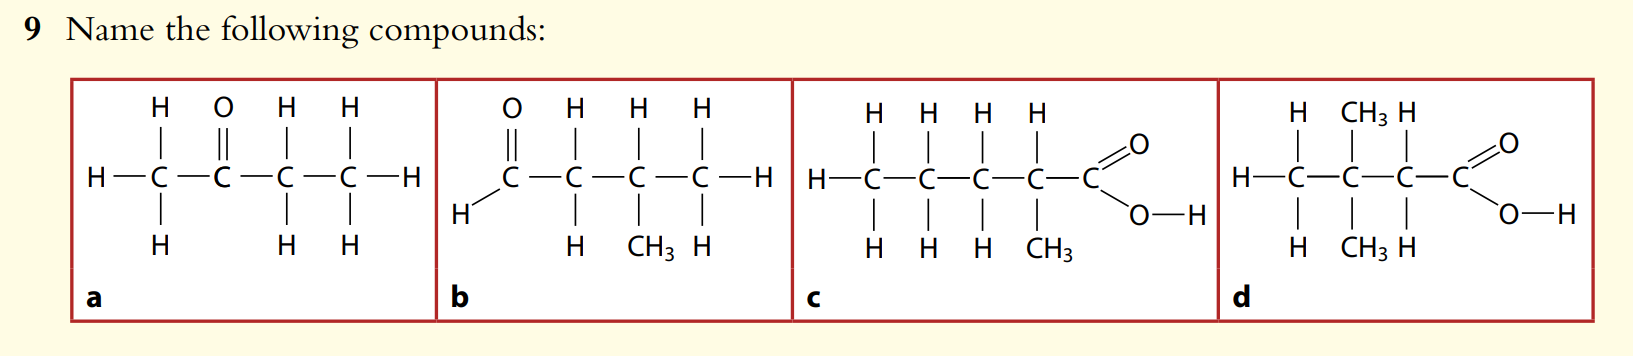 9 Name the following compounds:
H O H H
H—C—C—C—C—H
H H H
a
O H H H
C—C—C—C—H
H
H CH₃ H
b
H H H H
O
H—C—C—C—C—C
O—H
H H H CH₃
c
H CH₃ H
O
H—C—C—C—C
O—H
H CH₃ H
d